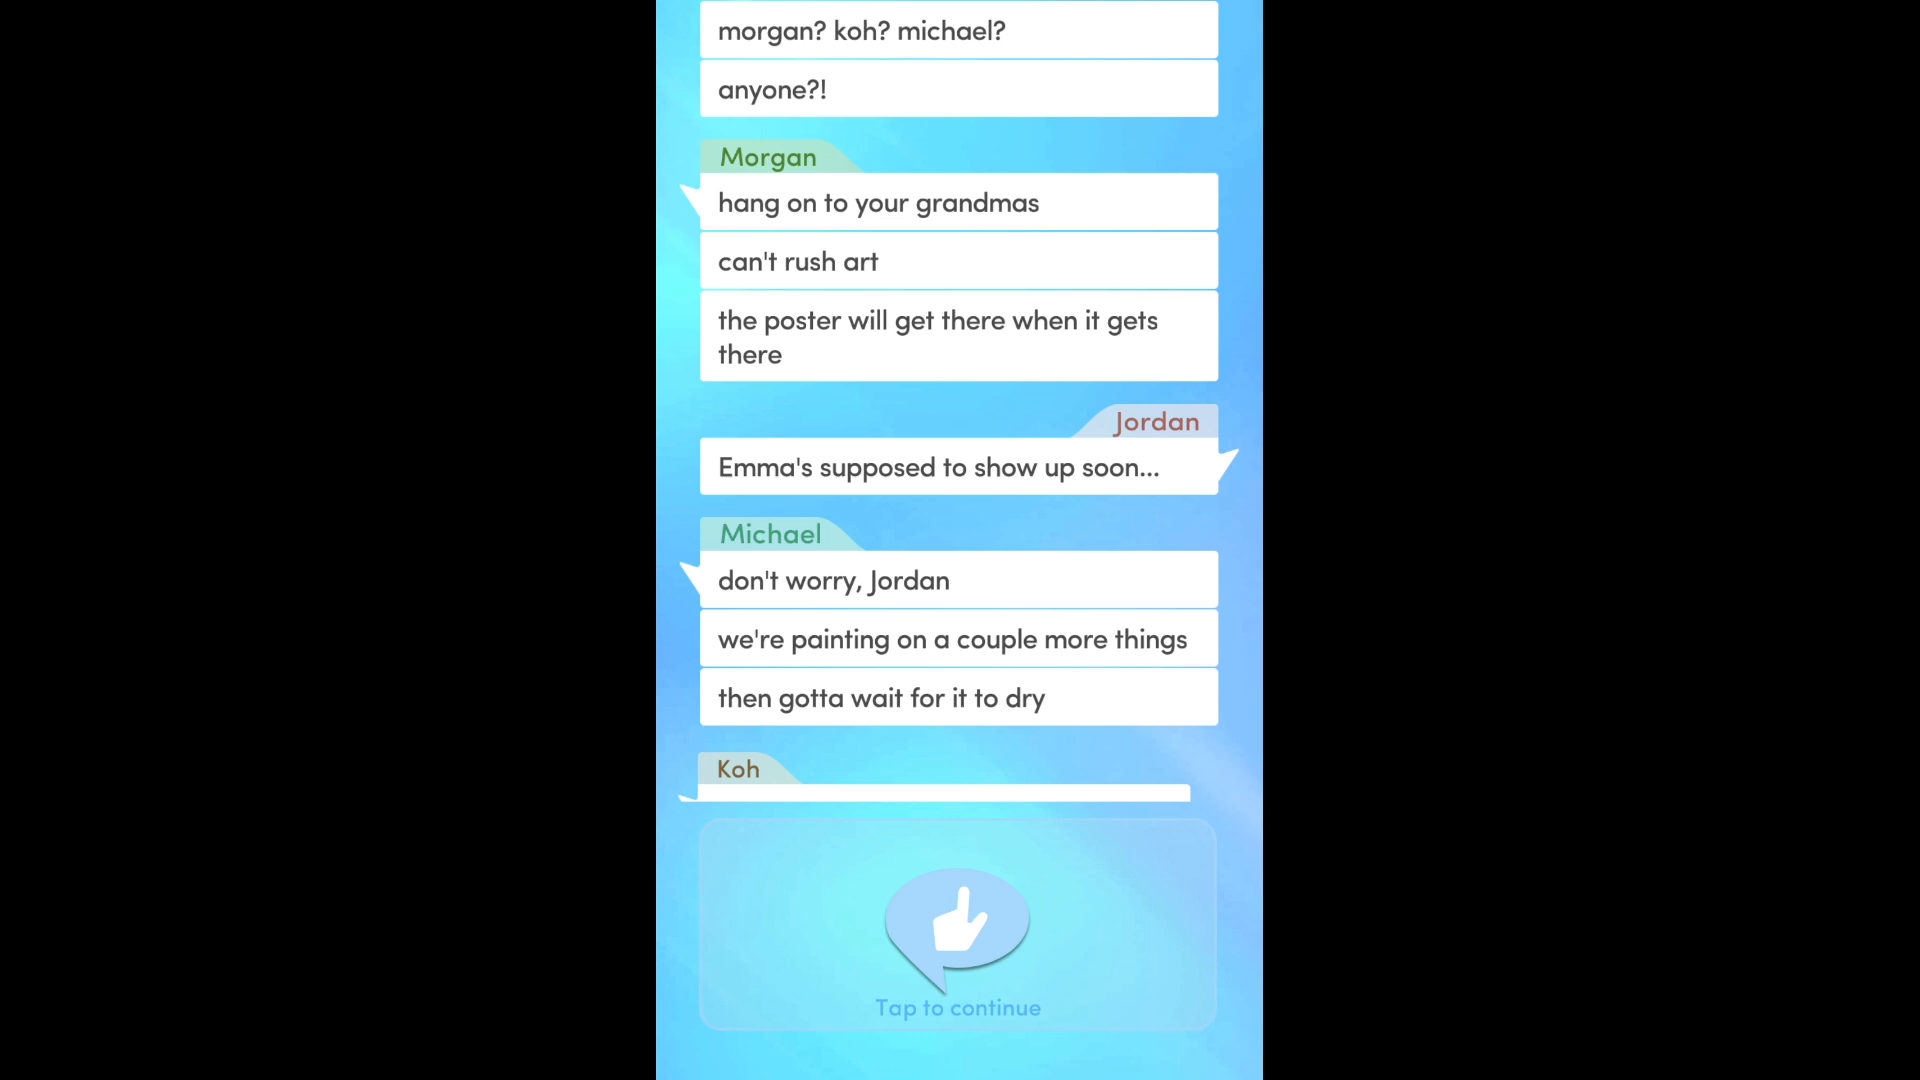 morgan? koh? michael?
anyone?!
Morgan
hang on to your grandmas
can't rush art
the poster will get there when it gets
there
Jordan
Emma's supposed to show up soon...
Michael
don't worry, Jordan
we're painting on a couple more things
then gotta wait for it to dry
Koh
Tap to continue